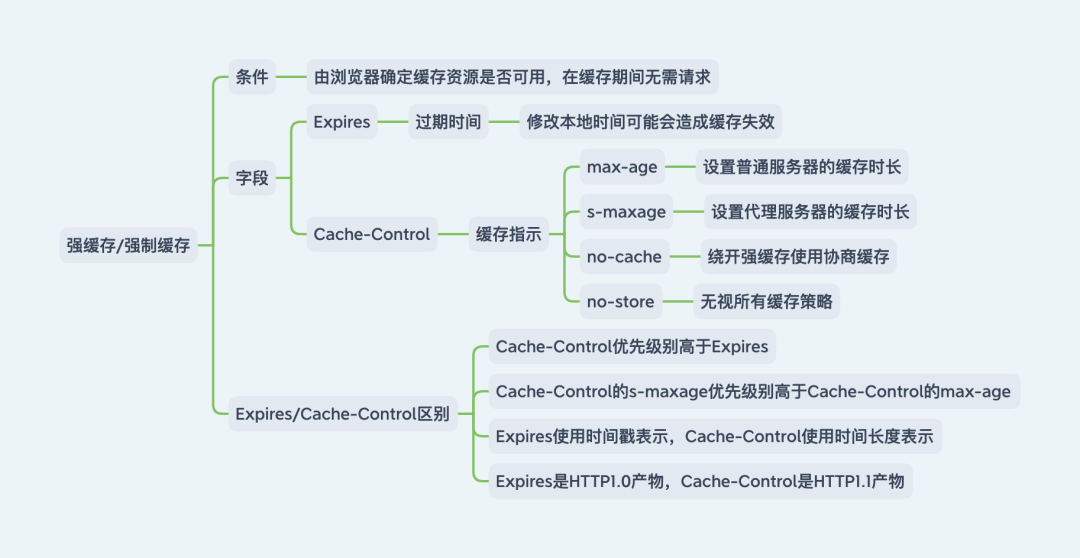 强缓存/强制缓存
条件
由浏览器确定缓存资源是否可用，在缓存期间无需请求
字段
Expires
过期时间
修改本地时间可能会造成缓存失效
Cache-Control
缓存指示
max-age
设置普通服务器的缓存时长
s-maxage
设置代理服务器的缓存时长
no-cache
绕开强缓存使用协商缓存
no-store
无视所有缓存策略
Expires/Cache-Control区别
Cache-Control优先级别高于Expires
Cache-Control的s-maxage优先级别高于Cache-Control的max-age
Expires使用时间戳表示，Cache-Control使用时间长度表示
Expires是HTTP1.0产物，Cache-Control是HTTP1.1产物